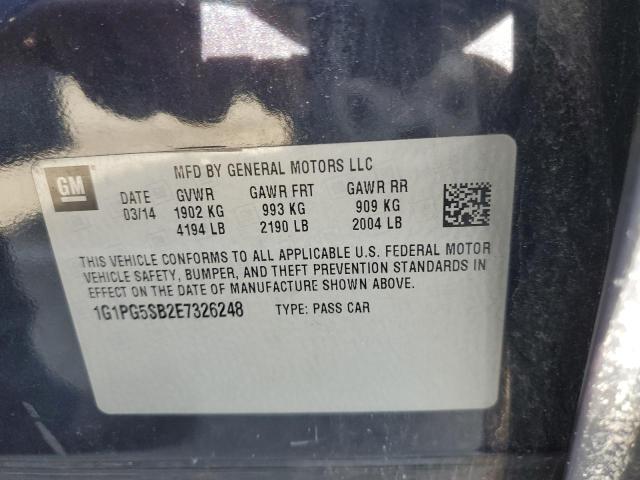 GM
MFD BY GENERAL MOTORS LLC
DATE GVWR GAWR FRT GAWR RR
03/14 1902 KG 993 KG 909 KG
4194 LB 2190 LB 2004 LB
THIS VEHICLE CONFORMS TO ALL APPLICABLE U.S. FEDERAL MOTOR
VEHICLE SAFETY, BUMPER, AND THEFT PREVENTION STANDARDS IN
EFFECT ON THE DATE OF MANUFACTURE SHOWN ABOVE.
1G1PG5SB2E7326248 TYPE: PASS CAR